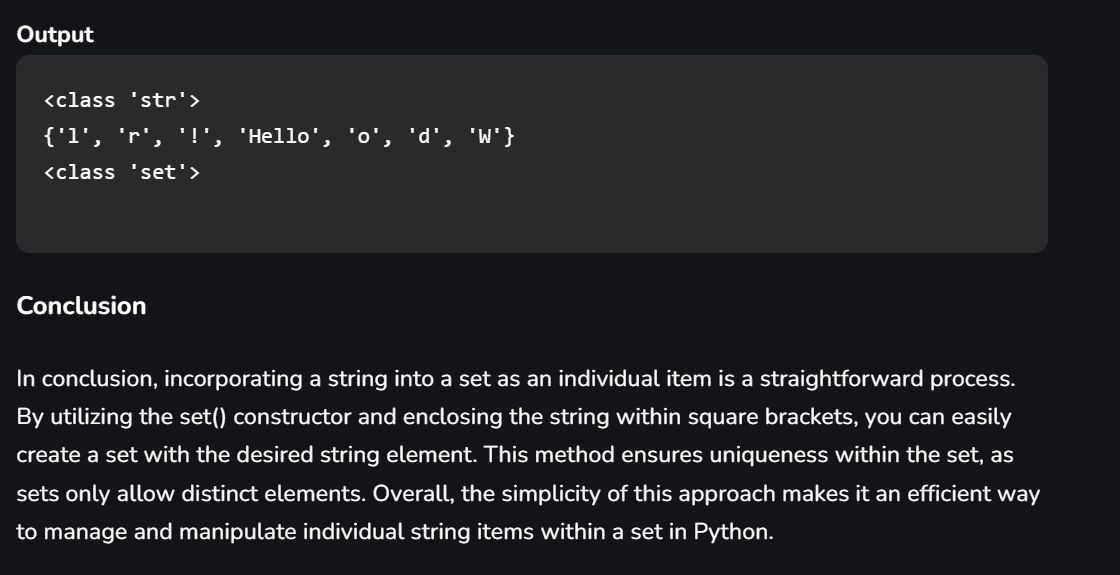 Output
<class 'str'>
{'l', 'r', '!', 'Hello', 'o', 'd', 'W'}
<class 'set'>
Conclusion
In conclusion, incorporating a string into a set as an individual item is a straightforward process.
By utilizing the set() constructor and enclosing the string within square brackets, you can easily
create a set with the desired string element. This method ensures uniqueness within the set, as
sets only allow distinct elements. Overall, the simplicity of this approach makes it an efficient way
to manage and manipulate individual string items within a set in Python.